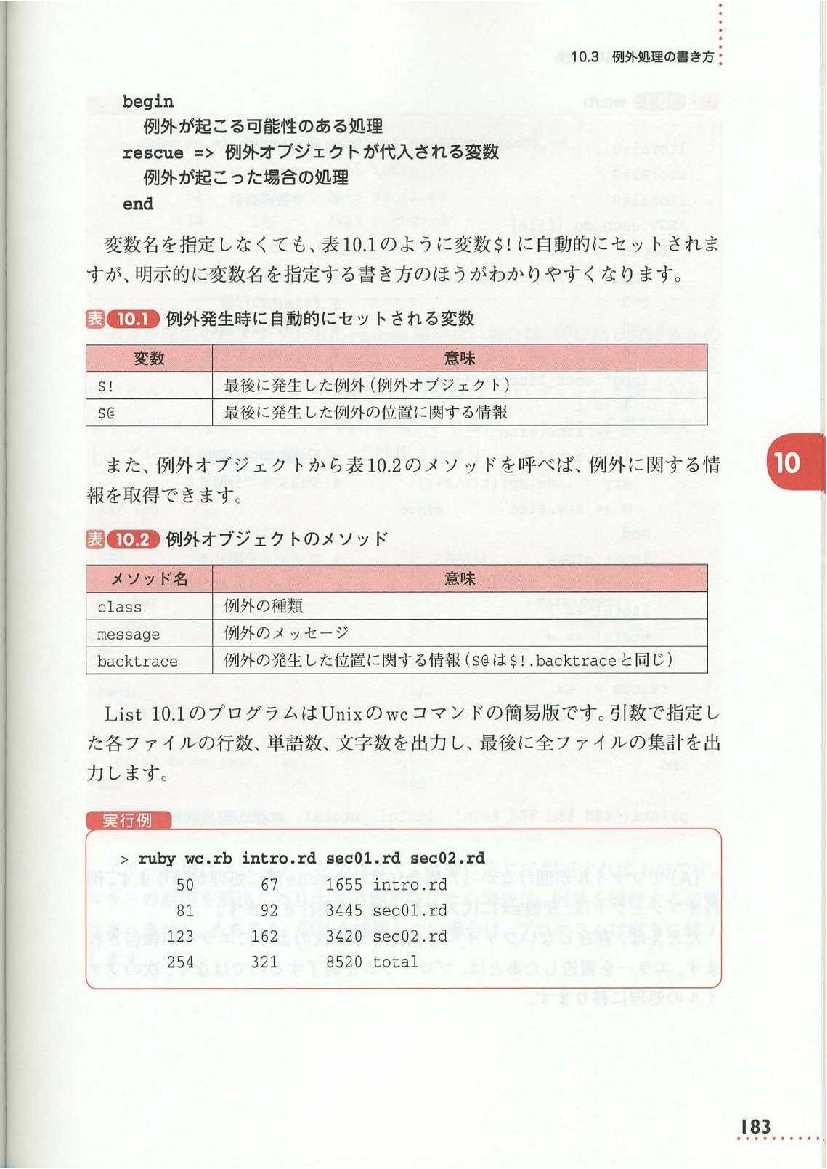 10.3 例外処理の書き方
begin
例外が起こる可能性のある処理
rescue => 例外オブジェクトが代入される変数
例外が起こった場合の処理
end
変数名を指定しなくても、表10.1のように変数$!に自動的にセットされま
すが、明示的に変数名を指定する書き方のほうがわかりやすくなります。
表 10.1 例外発生時に自動的にセットされる変数
変数 意味
$! 最後に発生した例外(例外オブジェクト)
$@ 最後に発生した例外の位置に関する情報
また、例外オブジェクトから表10.2のメソッドを呼べば、例外に関する情
報を取得できます。
10
表 10.2 例外オブジェクトのメソッド
メソッド名 意味
class 例外の種類
message 例外のメッセージ
backtrace 例外の発生した位置に関する情報($@は$!.backtraceと同じ)
List 10.1のプログラムはUnixのwcコマンドの簡易版です。引数で指定し
た各ファイルの行数、単語数、文字数を出力し、最後に全ファイルの集計を出
力します。
実行例
> ruby wc.rb intro.rd sec01.rd sec02.rd
50 67 1655 intro.rd
81 92 3445 sec01.rd
123 162 3420 sec02.rd
254 321 8520 total
183